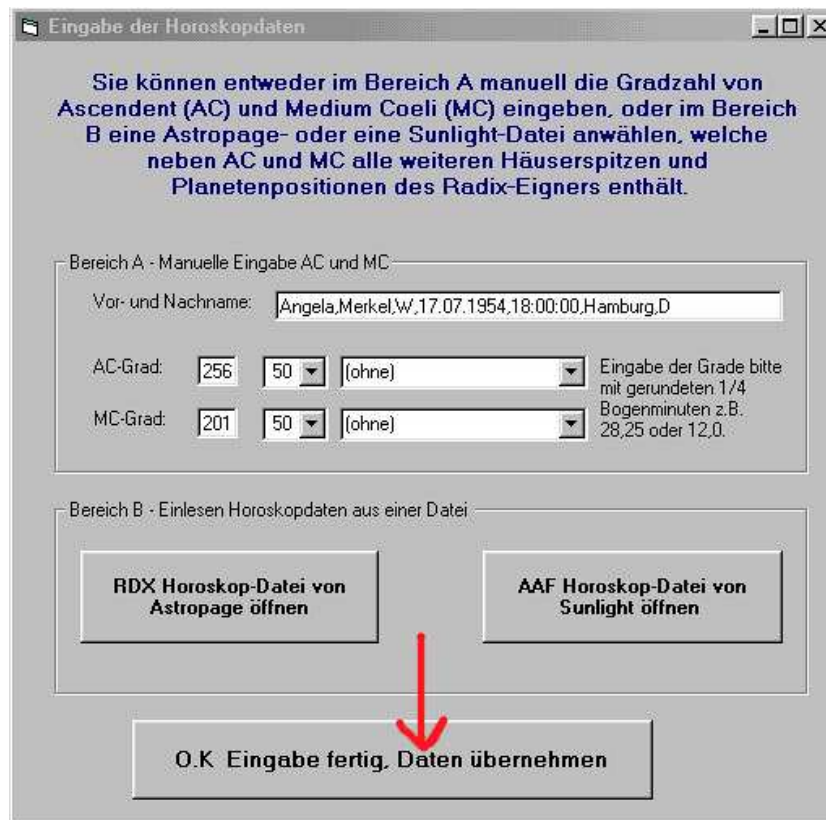 Eingabe der Horoskopdaten
Sie können entweder im Bereich A manuell die Gradzahl von
Ascendent (AC) und Medium Coeli (MC) eingeben, oder im Bereich
B eine Astropage- oder eine Sunlight-Datei anwählen, welche
neben AC und MC alle weiteren Häuserspitzen und
Planetenpositionen des Radix-Eigners enthält.
Bereich A - Manuelle Eingabe AC und MC
Vor- und Nachname: Angela,Merkel,W,17.07.1954,18:00:00,Hamburg,D
AC-Grad: 256 50 (ohne)
MC-Grad: 201 50 (ohne)
Eingabe der Grade bitte
mit gerundeten 1/4
Bogenminuten z.B.
28,25 oder 12,0.
Bereich B - Einlesen Horoskopdaten aus einer Datei
RDX Horoskop-Datei von
Astropage öffnen
AAF Horoskop-Datei von
Sunlight öffnen
O.K Eingabe fertig, Daten übernehmen